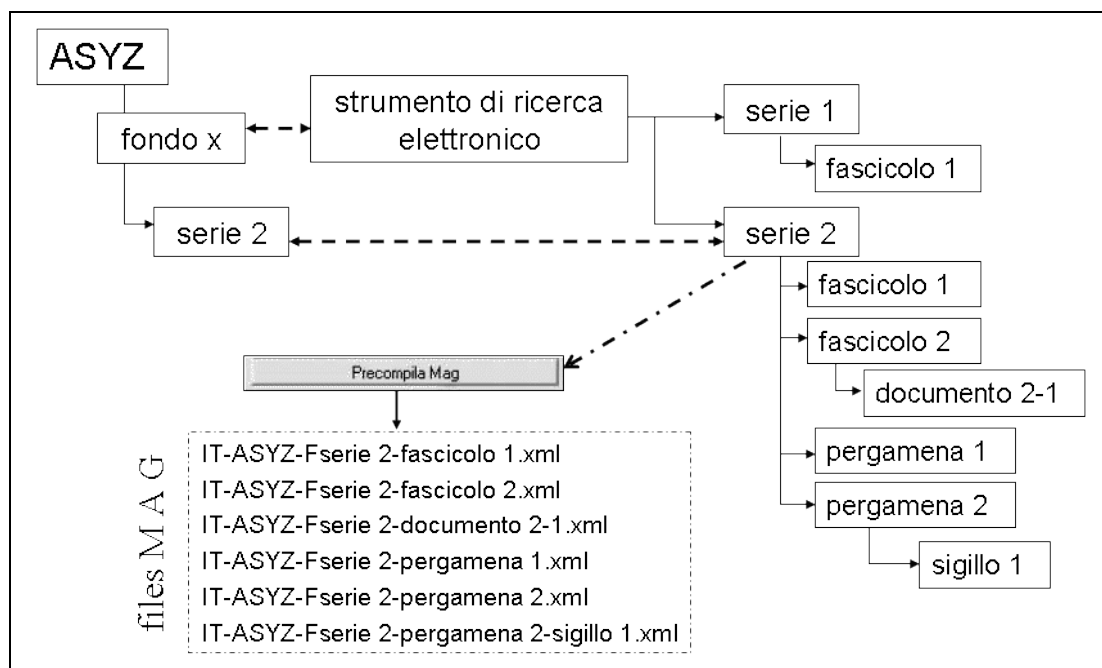 ASYZ
fondo x
serie 2
strumento di ricerca
elettronico
serie 1
fascicolo 1
serie 2
fascicolo 1
fascicolo 2
documento 2-1
pergamena 1
pergamena 2
sigillo 1
Precompila Mag
files M A G
IT-ASYZ-Fserie 2-fascicolo 1.xml
IT-ASYZ-Fserie 2-fascicolo 2.xml
IT-ASYZ-Fserie 2-documento 2-1.xml
IT-ASYZ-Fserie 2-pergamena 1.xml
IT-ASYZ-Fserie 2-pergamena 2.xml
IT-ASYZ-Fserie 2-pergamena 2-sigillo 1.xml